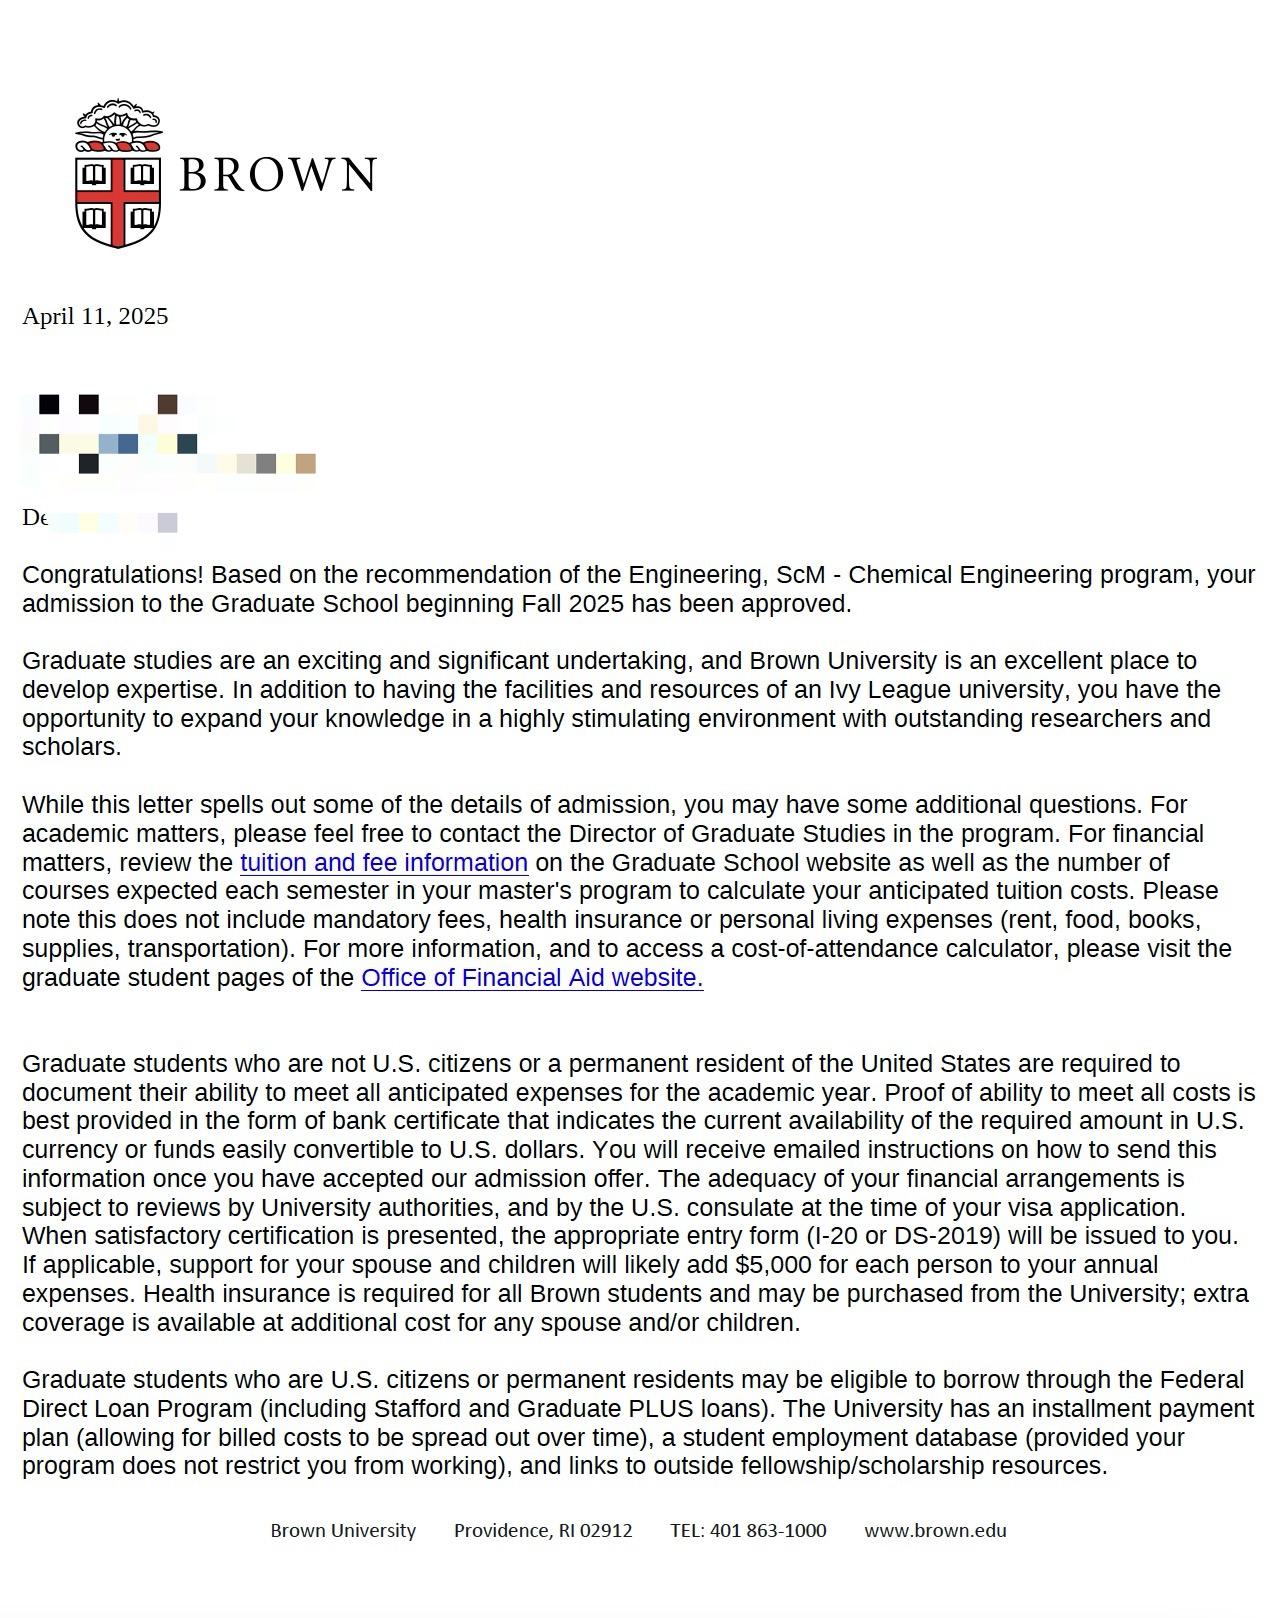 BROWN
April 11, 2025
De
Congratulations! Based on the recommendation of the Engineering, ScM - Chemical Engineering program, your
admission to the Graduate School beginning Fall 2025 has been approved.
Graduate studies are an exciting and significant undertaking, and Brown University is an excellent place to
develop expertise. In addition to having the facilities and resources of an Ivy League university, you have the
opportunity to expand your knowledge in a highly stimulating environment with outstanding researchers and
scholars.
While this letter spells out some of the details of admission, you may have some additional questions. For
academic matters, please feel free to contact the Director of Graduate Studies in the program. For financial
matters, review the tuition and fee information on the Graduate School website as well as the number of
courses expected each semester in your master's program to calculate your anticipated tuition costs. Please
note this does not include mandatory fees, health insurance or personal living expenses (rent, food, books,
supplies, transportation). For more information, and to access a cost-of-attendance calculator, please visit the
graduate student pages of the Office of Financial Aid website.
Graduate students who are not U.S. citizens or a permanent resident of the United States are required to
document their ability to meet all anticipated expenses for the academic year. Proof of ability to meet all costs is
best provided in the form of bank certificate that indicates the current availability of the required amount in U.S.
currency or funds easily convertible to U.S. dollars. You will receive emailed instructions on how to send this
information once you have accepted our admission offer. The adequacy of your financial arrangements is
subject to reviews by University authorities, and by the U.S. consulate at the time of your visa application.
When satisfactory certification is presented, the appropriate entry form (I-20 or DS-2019) will be issued to you.
If applicable, support for your spouse and children will likely add $5,000 for each person to your annual
expenses. Health insurance is required for all Brown students and may be purchased from the University; extra
coverage is available at additional cost for any spouse and/or children.
Graduate students who are U.S. citizens or permanent residents may be eligible to borrow through the Federal
Direct Loan Program (including Stafford and Graduate PLUS loans). The University has an installment payment
plan (allowing for billed costs to be spread out over time), a student employment database (provided your
program does not restrict you from working), and links to outside fellowship/scholarship resources.
Brown University Providence, RI 02912 TEL: 401 863-1000 www.brown.edu